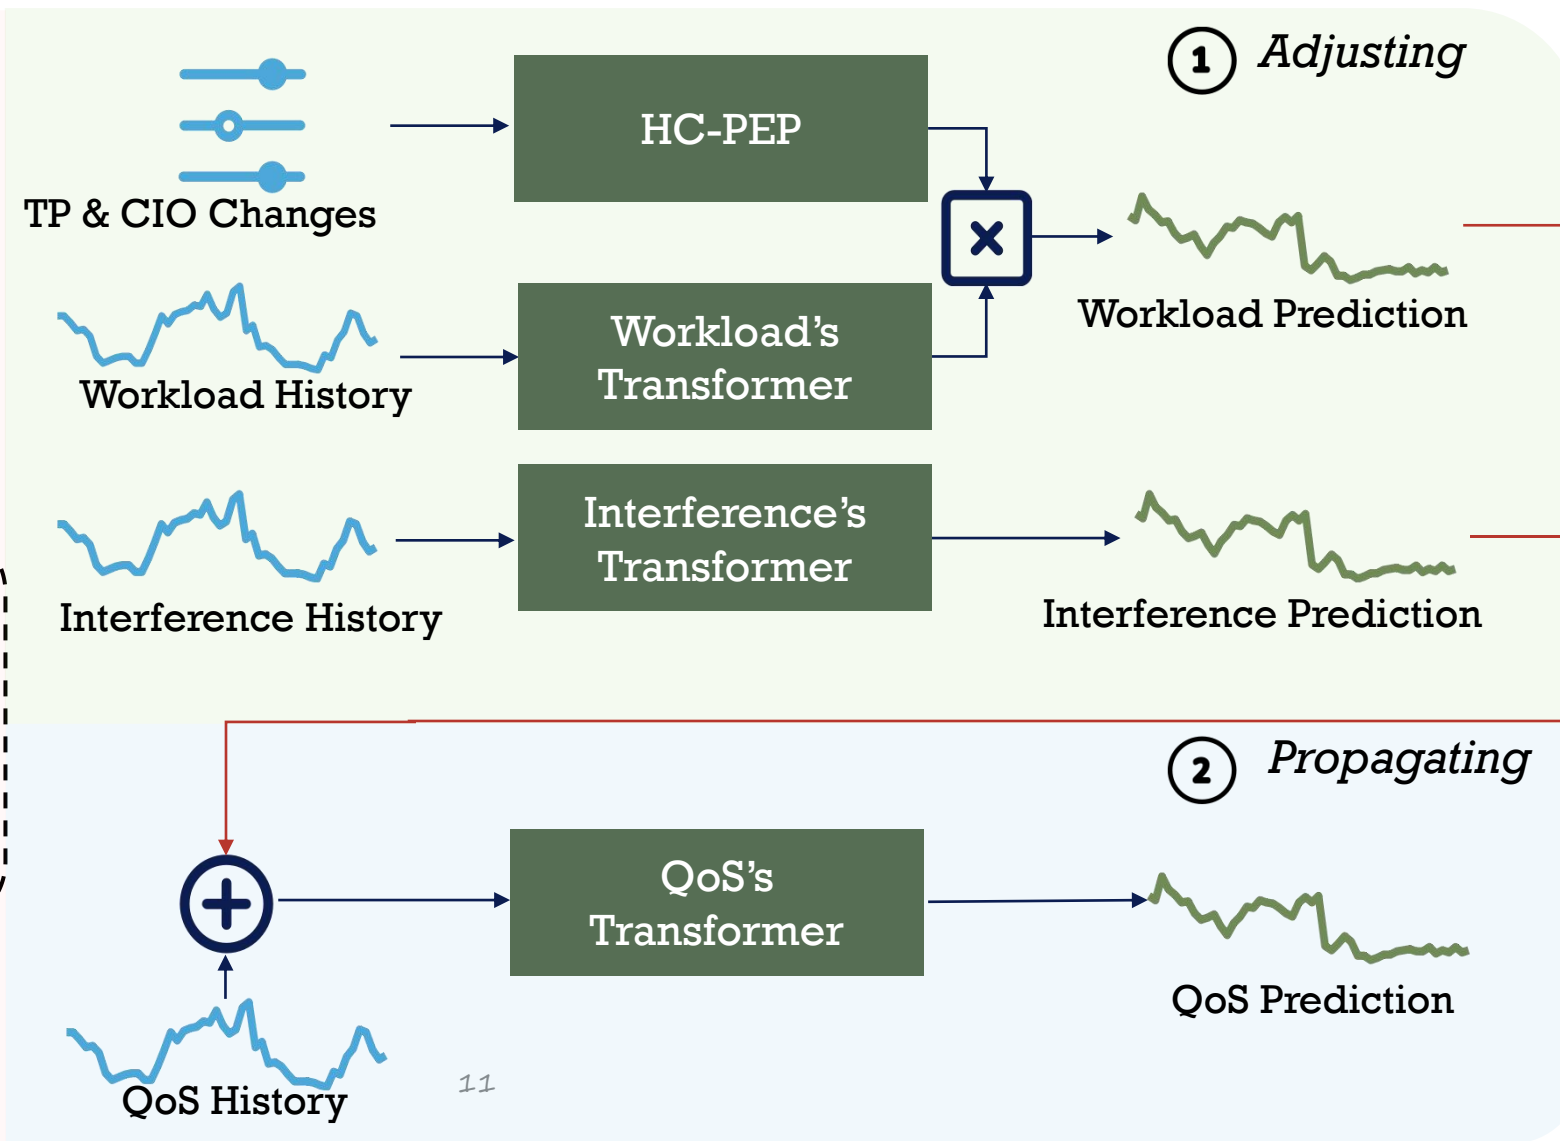 1 Adjusting
HC-PEP
TP & CIO Changes
Workload's
Transformer
Workload Prediction
Workload History
Interference's
Transformer
Interference History
Interference Prediction
2 Propagating
QoS's
Transformer
QoS Prediction
QoS History
11